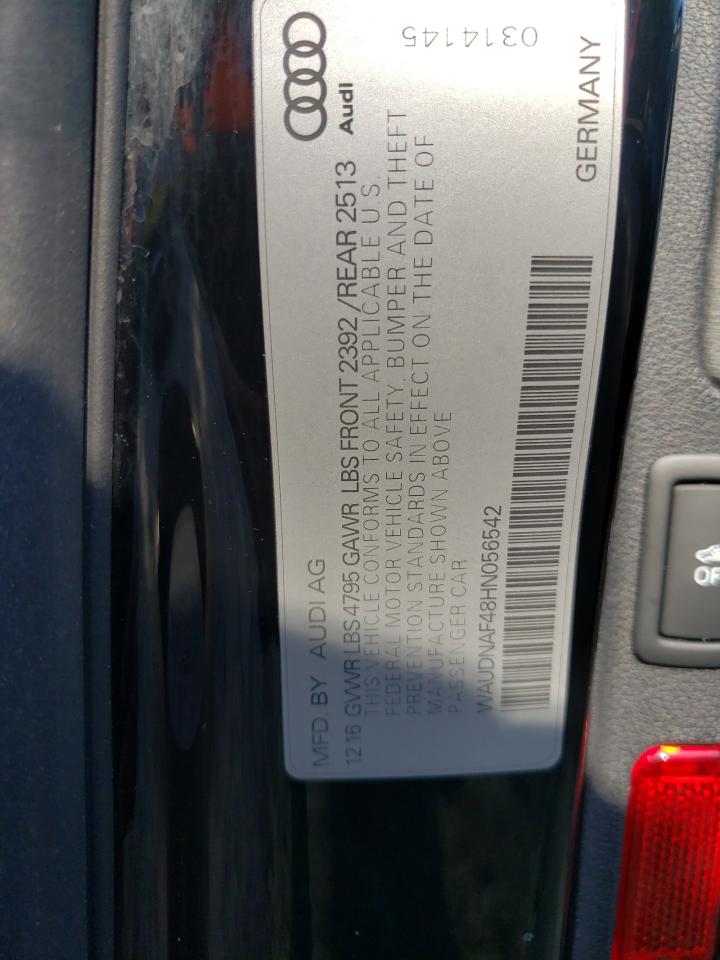 MFD. BY AUDI AG
Audi
12 16 GVWR LBS 4795 GAWR LBS FRONT 2392 /REAR 2513
THIS VEHICLE CONFORMS TO ALL APPLICABLE U.S.
FEDERAL MOTOR VEHICLE SAFETY, BUMPER AND THEFT
PREVENTION STANDARDS IN EFFECT ON THE DATE OF
MANUFACTURE SHOWN ABOVE
PASSENGER CAR
WAUDNAF48HN056542
GERMANY
0314145